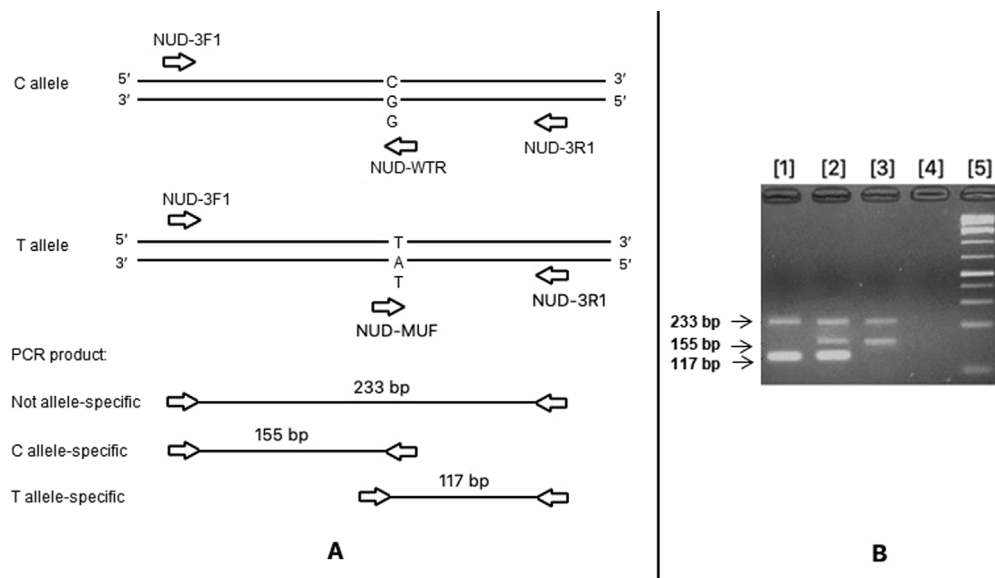 NUD-3F1
C allele
5′ C 3′
3′ G 5′
G
NUD-WTR
NUD-3R1
NUD-3F1
T allele
5′ T 3′
3′ A 5′
T
NUD-MUF
NUD-3R1
PCR product:
Not allele-specific
233 bp
C allele-specific
155 bp
T allele-specific
117 bp
A
[1] [2] [3] [4] [5]
233 bp
155 bp
117 bp
B